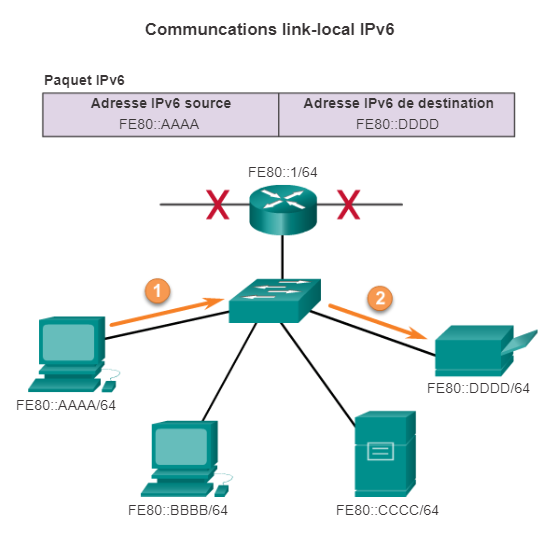 Communcations link-local IPv6
Paquet IPv6
Adresse IPv6 source
FE80::AAAA
Adresse IPv6 de destination
FE80::DDDD
FE80::1/64
1
2
FE80::AAAA/64
FE80::DDDD/64
FE80::BBBB/64
FE80::CCCC/64